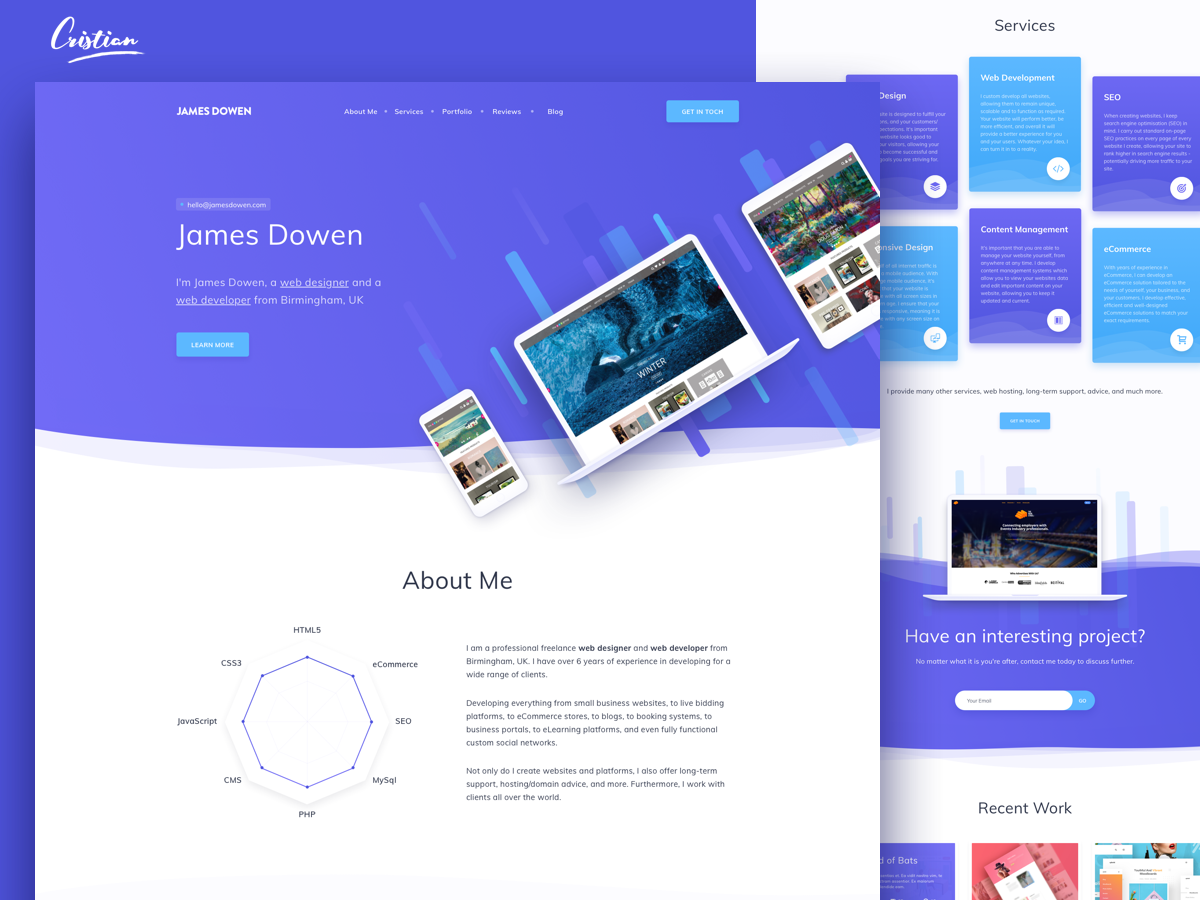 Cristian
JAMES DOWEN
About Me
Services
Portfolio
Reviews
Blog
GET IN TOCH
hello@jamesdowen.com
James Dowen
I'm James Dowen, a web designer and a
web developer from Birmingham, UK
LEARN MORE
WINTER
About Me
HTML5
CSS3
eCommerce
JavaScript
SEO
CMS
MySql
PHP
I am a professional freelance web designer and web developer from
Birmingham, UK. I have over 6 years of experience in developing for a
wide range of clients.
Developing everything from small business websites, to live bidding
platforms, to eCommerce stores, to blogs, to booking systems, to
business portals, to eLearning platforms, and even fully functional
custom social networks.
Not only do I create websites and platforms, I also offer long-term
support, hosting/domain advice, and more. Furthermore, I work with
clients all over the world.
Services
Design
Web Development
I custom develop all websites,
allowing them to remain unique,
scalable and to function as required.
Your website will perform better, be
more efficient, and overall it will
provide a better experience for you
and your users. Whatever your idea, I
can turn it in to a reality.
SEO
When creating websites, I keep
search engine optimisation (SEO) in
mind. I carry out standard on-page
SEO practices on every page of every
website I create, allowing your site to
rank higher in search engine results -
potentially driving more traffic to your
site.
Design
Content Management
It's important that you are able to
manage your website yourself, from
anywhere at any time. I develop
content management systems which
allow you to view your websites data
and edit important content on your
website, allowing you to keep it
updated and current.
eCommerce
With years of experience in
eCommerce, I can develop an
eCommerce solution tailored to the
needs of yourself, your business, and
your customers. I develop effective,
efficient and well-designed
eCommerce solutions to match your
exact requirements.
I provide many other services, web hosting, long-term support, advice, and much more.
GET IN TOUCH
Connecting employers with
Events industry professionals.
Have an interesting project?
No matter what it is you're after, contact me today to discuss further.
Your Email
GO
Recent Work
of Bats